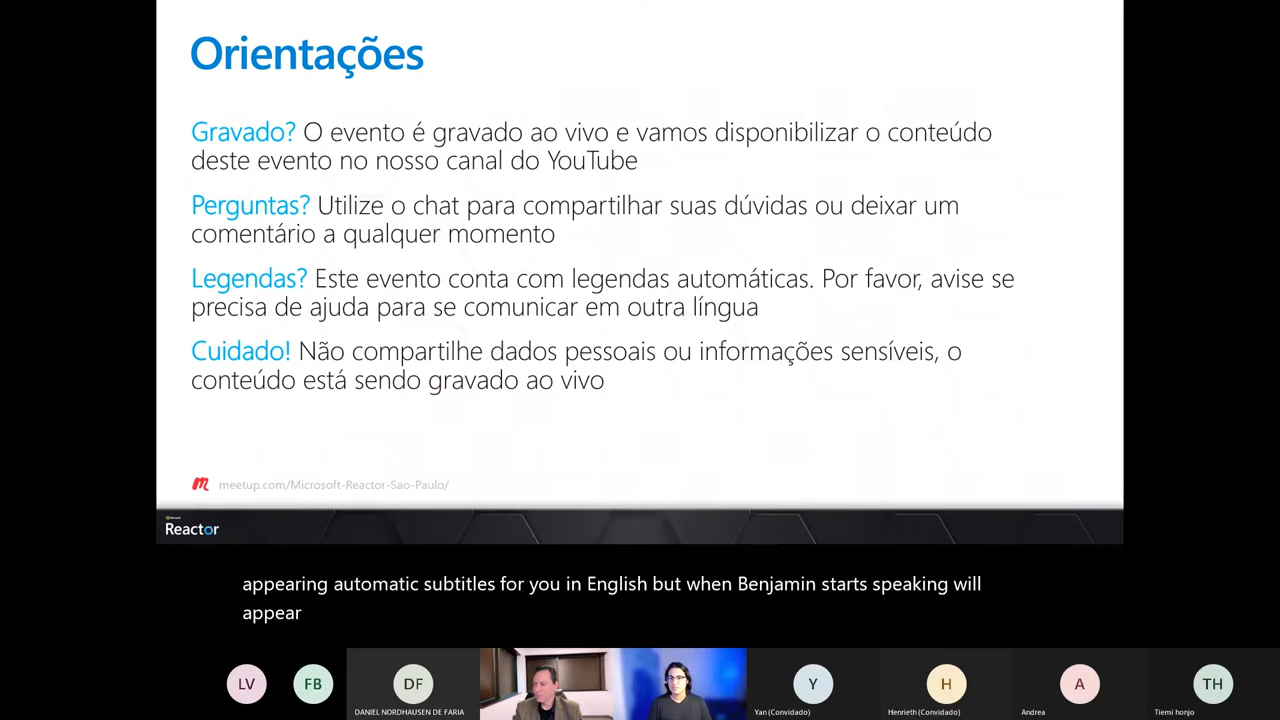 Orientações
Gravado? O evento é gravado ao vivo e vamos disponibilizar o conteúdo
deste evento no nosso canal do YouTube
Perguntas? Utilize o chat para compartilhar suas dúvidas ou deixar um
comentário a qualquer momento
Legendas? Este evento conta com legendas automáticas. Por favor, avise se
precisa de ajuda para se comunicar em outra língua
Cuidado! Não compartilhe dados pessoais ou informações sensíveis, o
conteúdo está sendo gravado ao vivo
meetup.com/Microsoft-Reactor-Sao-Paulo/
Microsoft
Reactor
appearing automatic subtitles for you in English but when Benjamin starts speaking will
appear
LV FB DF Y H A TH
DANIEL NORDHAUSEN DE FARIA Yan (Convidado) Henrieth (Convidado) Andrea Tiemi honjo